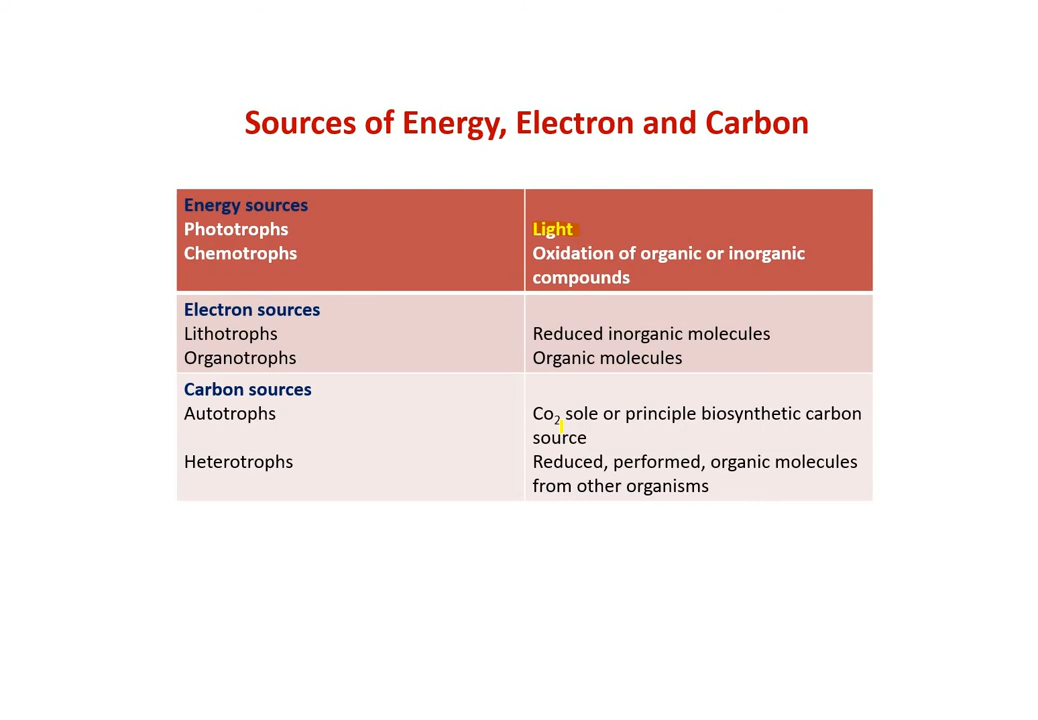 Sources of Energy, Electron and Carbon
Energy sources
Phototrophs
Light
Chemotrophs
Oxidation of organic or inorganic
compounds
Electron sources
Lithotrophs
Reduced inorganic molecules
Organotrophs
Organic molecules
Carbon sources
Autotrophs
Co₂ sole or principle biosynthetic carbon
source
Heterotrophs
Reduced, performed, organic molecules
from other organisms